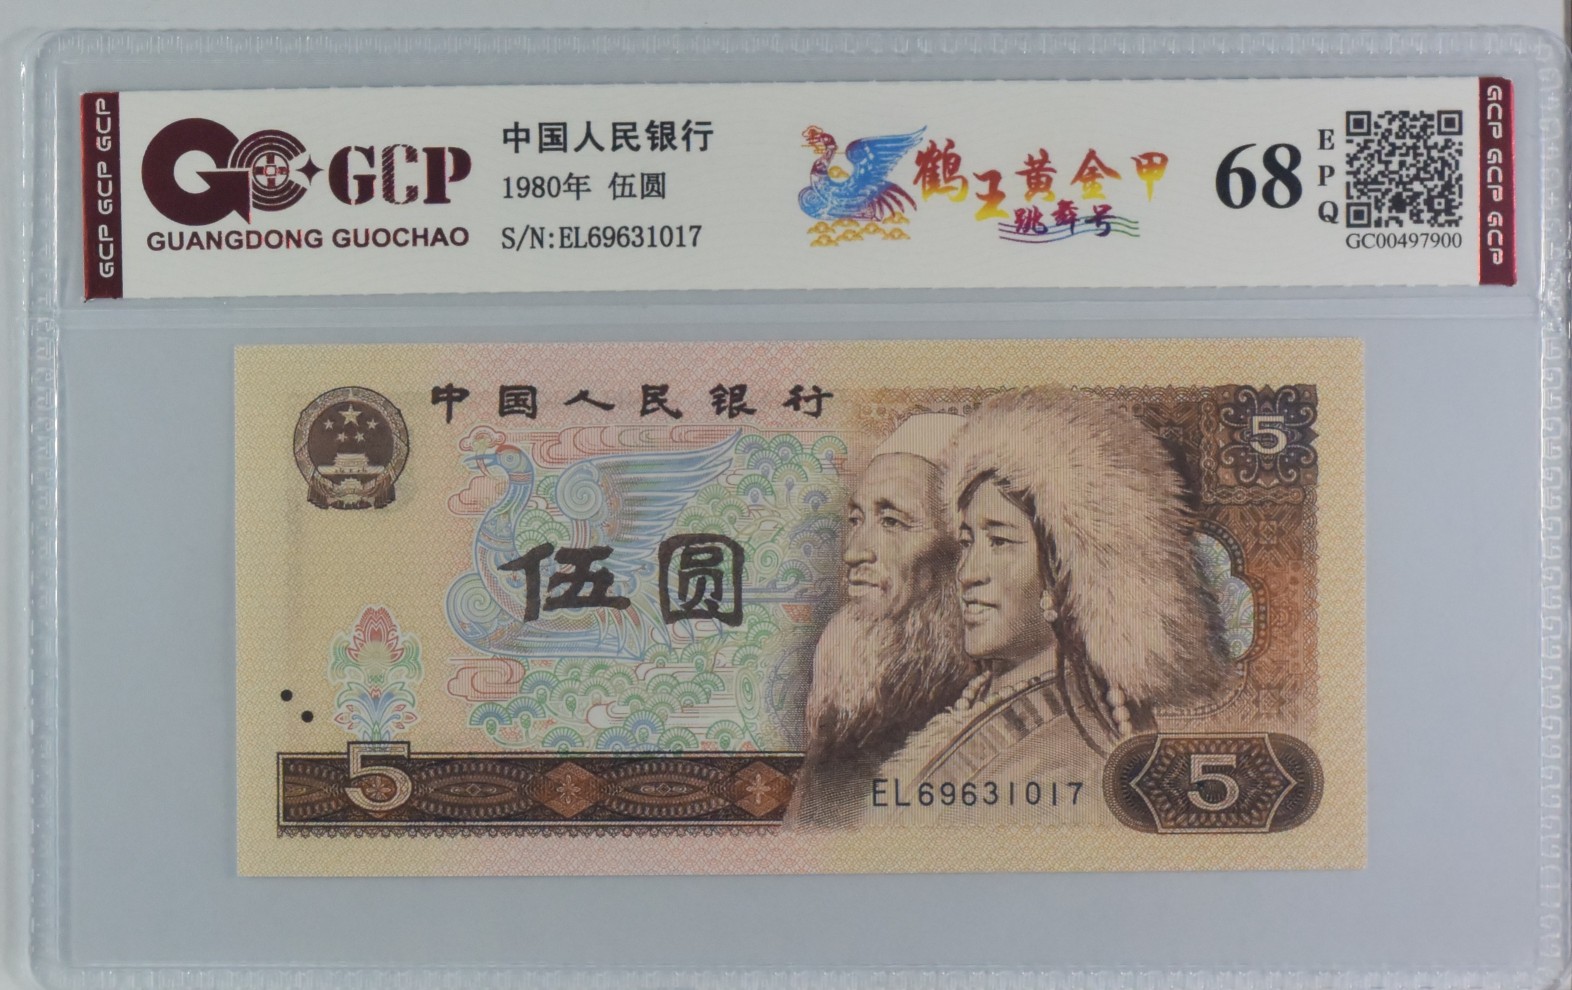 GCP GCP GCP
GCP
GUANGDONG GUOCHAO
中国人民银行
1980年 伍圆
S/N:EL69631017
鹤王黄金甲
跳舞号
68
EPQ
GC00497900
GCP GCP GCP
中国人民银行
5
伍圆
5
EL69631017
5